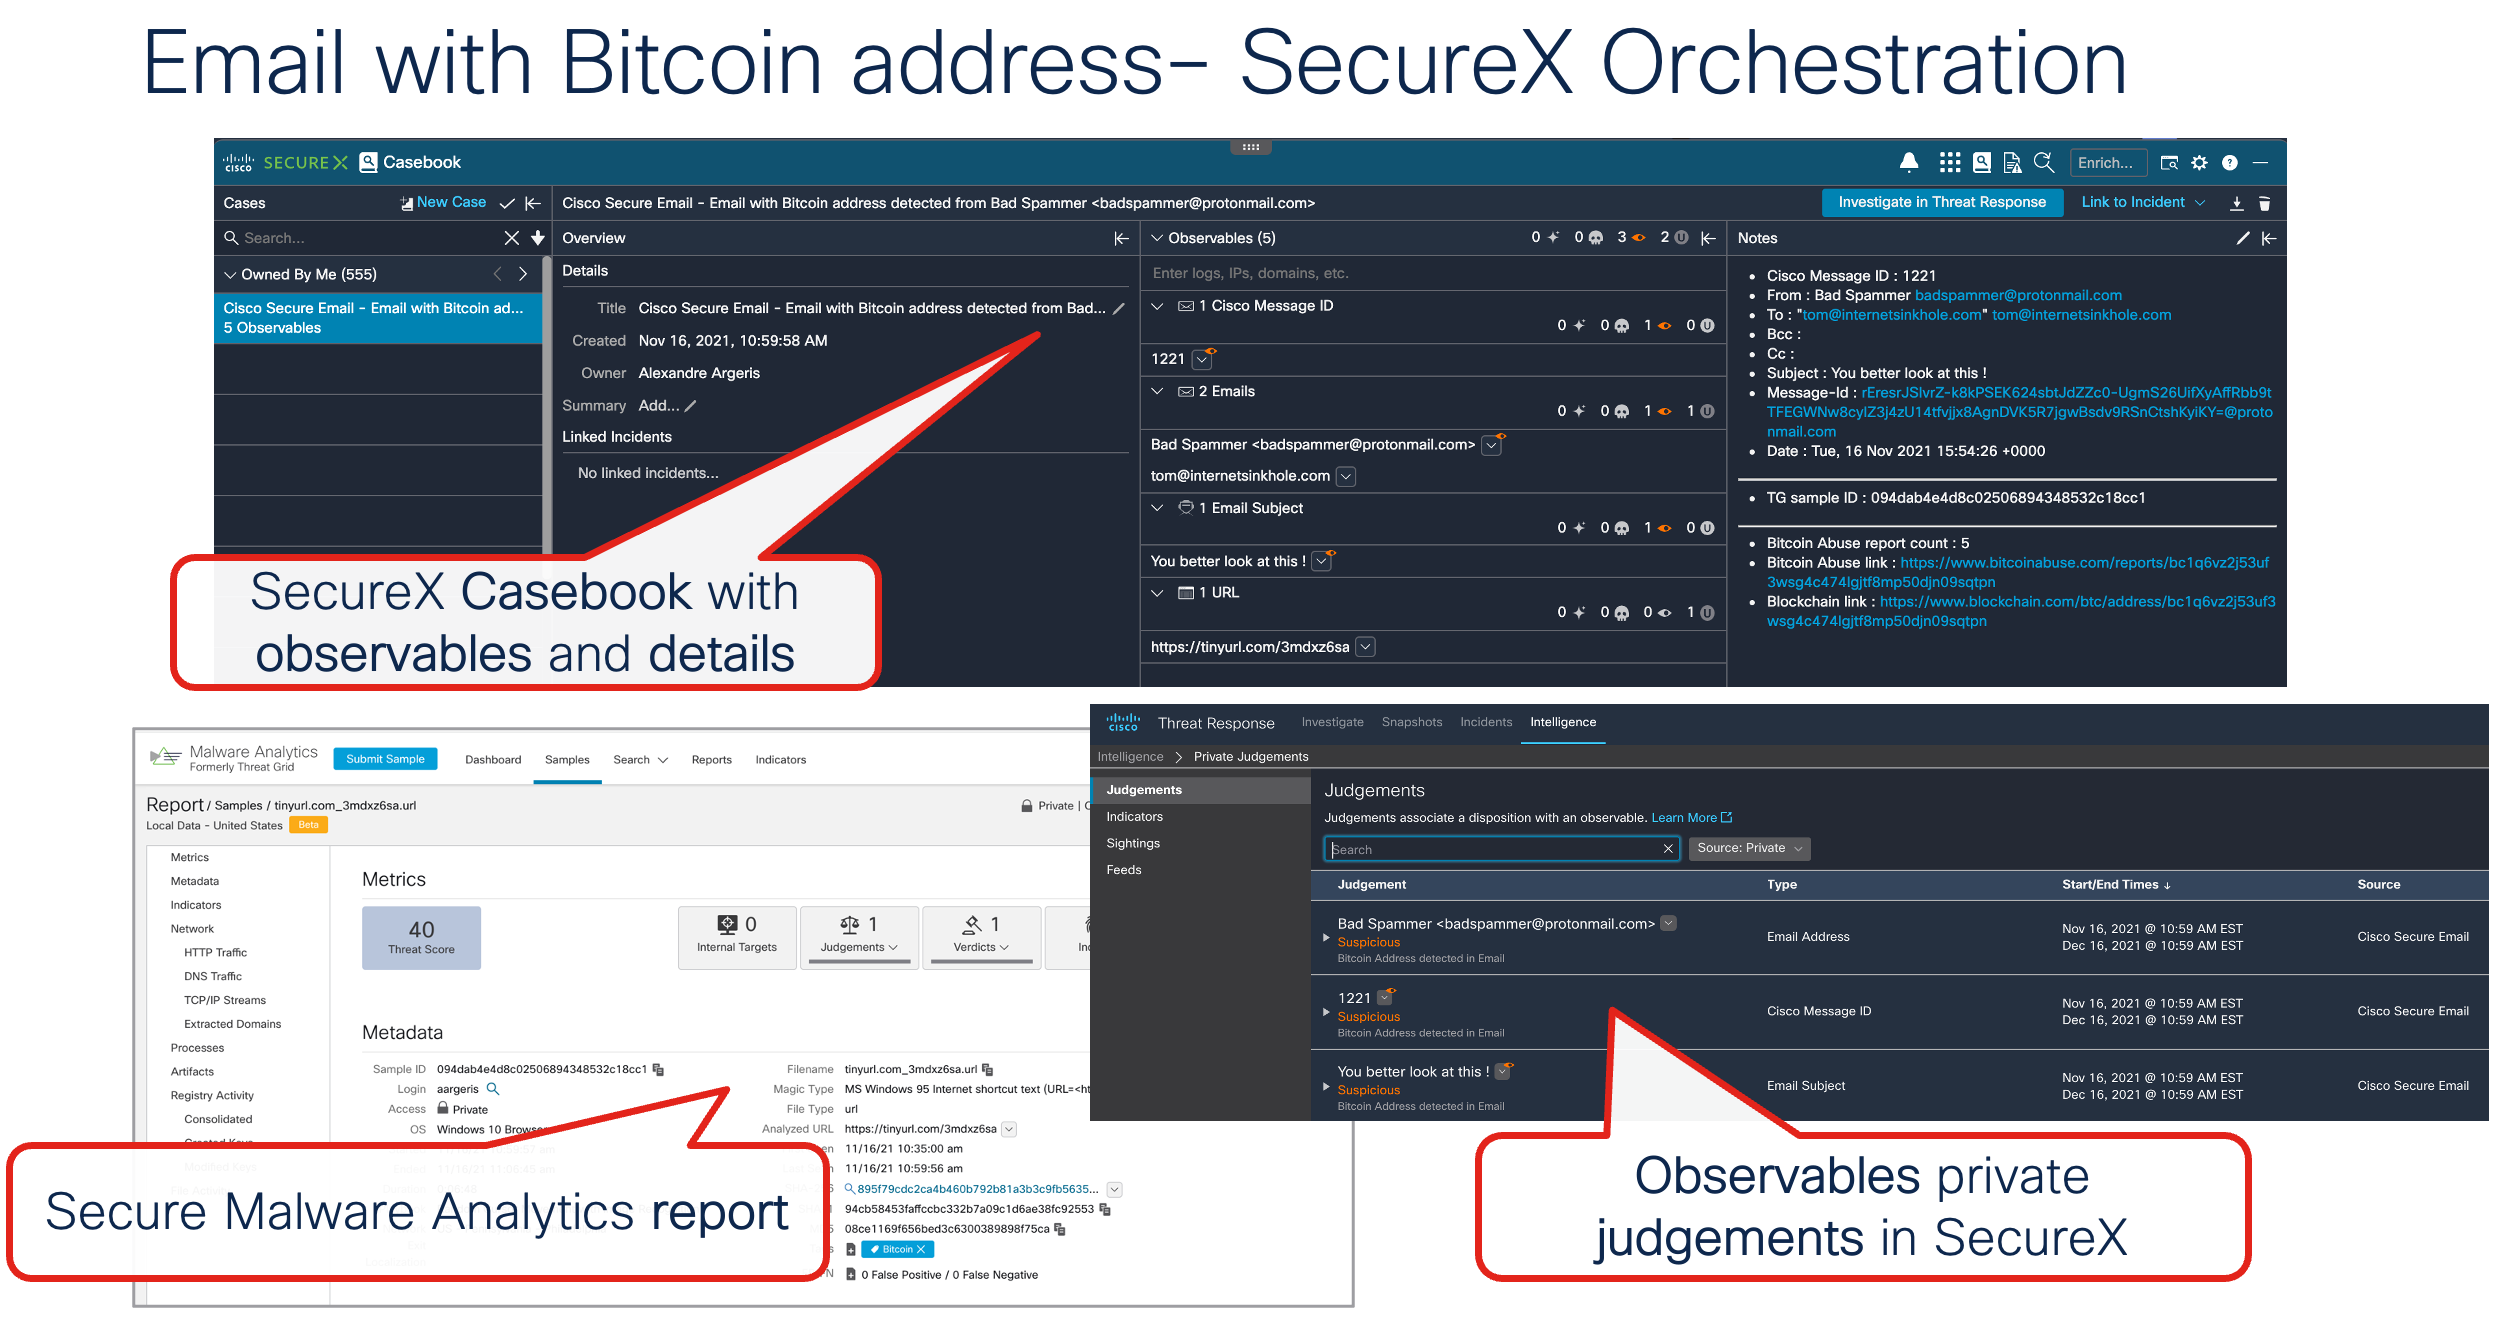 Email with Bitcoin address– SecureX Orchestration
cisco SECUREX Casebook
Enrich...
Cases
New Case
Cisco Secure Email - Email with Bitcoin address detected from Bad Spammer <badspammer@protonmail.com>
Investigate in Threat Response
Link to Incident
Search...
Owned By Me (555)
Cisco Secure Email - Email with Bitcoin ad...
5 Observables
Overview
Details
Title Cisco Secure Email - Email with Bitcoin address detected from Bad...
Created Nov 16, 2021, 10:59:58 AM
Owner Alexandre Argeris
Summary Add...
Linked Incidents
No linked incidents...
Observables (5)
0 0 3 2
Enter logs, IPs, domains, etc.
1 Cisco Message ID
0 0 1 0
1221
2 Emails
0 0 1 1
Bad Spammer <badspammer@protonmail.com>
tom@internetsinkhole.com
1 Email Subject
0 0 1 0
You better look at this !
1 URL
0 0 0 1
https://tinyurl.com/3mdxz6sa
Notes
• Cisco Message ID : 1221
• From : Bad Spammer badspammer@protonmail.com
• To : "tom@internetsinkhole.com" tom@internetsinkhole.com
• Bcc :
• Cc :
• Subject : You better look at this !
• Message-Id : rEresrJSlvrZ-k8kPSEK624sbtJdZZc0-UgmS26UifXyAffRbb9t
TFEGWNw8cylZ3j4zU14tfvjjx8AgnDVK5R7jgwBsdv9RSnCtshKyiKY=@proto
nmail.com
• Date : Tue, 16 Nov 2021 15:54:26 +0000
• TG sample ID : 094dab4e4d8c02506894348532c18cc1
• Bitcoin Abuse report count : 5
• Bitcoin Abuse link : https://www.bitcoinabuse.com/reports/bc1q6vz2j53uf
3wsg4c474lgjtf8mp50djn09sqtpn
• Blockchain link : https://www.blockchain.com/btc/address/bc1q6vz2j53uf3
wsg4c474lgjtf8mp50djn09sqtpn
SecureX Casebook with
observables and details
Malware Analytics
Formerly Threat Grid
Submit Sample
Dashboard
Samples
Search
Reports
Indicators
Report / Samples / tinyurl.com_3mdxz6sa.url
Local Data - United States Beta
Private |
Metrics
Metadata
Indicators
Network
HTTP Traffic
DNS Traffic
TCP/IP Streams
Extracted Domains
Processes
Artifacts
Registry Activity
Consolidated
Metrics
40
Threat Score
0
Internal Targets
1
Judgements
1
Verdicts
Metadata
Sample ID 094dab4e4d8c02506894348532c18cc1
Login aargeris
Access Private
OS Windows 10 Browser
Filename tinyurl.com_3mdxz6sa.url
Magic Type MS Windows 95 Internet shortcut text (URL=<ht
File Type url
Analyzed URL https://tinyurl.com/3mdxz6sa
11/16/21 10:35:00 am
11/16/21 10:59:56 am
895f79cdc2ca4b460b792b81a3b3c9fb5635...
94cb58453faffccbc332b7a09c1d6ae38fc92553
08ce1169f656bed3c6300389898f75ca
Bitcoin
0 False Positive / 0 False Negative
Secure Malware Analytics report
cisco Threat Response
Investigate
Snapshots
Incidents
Intelligence
Intelligence > Private Judgements
Judgements
Indicators
Sightings
Feeds
Judgements
Judgements associate a disposition with an observable. Learn More
Search
Source: Private
Judgement Type Start/End Times ↓ Source
Bad Spammer <badspammer@protonmail.com>
Suspicious
Bitcoin Address detected in Email
Email Address
Nov 16, 2021 @ 10:59 AM EST
Dec 16, 2021 @ 10:59 AM EST
Cisco Secure Email
1221
Suspicious
Bitcoin Address detected in Email
Cisco Message ID
Nov 16, 2021 @ 10:59 AM EST
Dec 16, 2021 @ 10:59 AM EST
Cisco Secure Email
You better look at this !
Suspicious
Bitcoin Address detected in Email
Email Subject
Nov 16, 2021 @ 10:59 AM EST
Dec 16, 2021 @ 10:59 AM EST
Cisco Secure Email
Observables private
judgements in SecureX